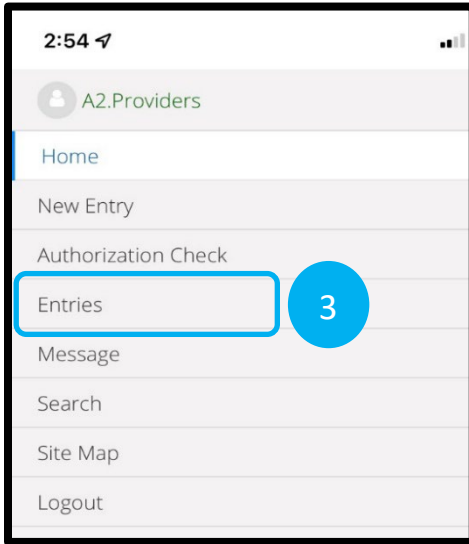 2:54
A2.Providers
Home
New Entry
Authorization Check
Entries
3
Message
Search
Site Map
Logout